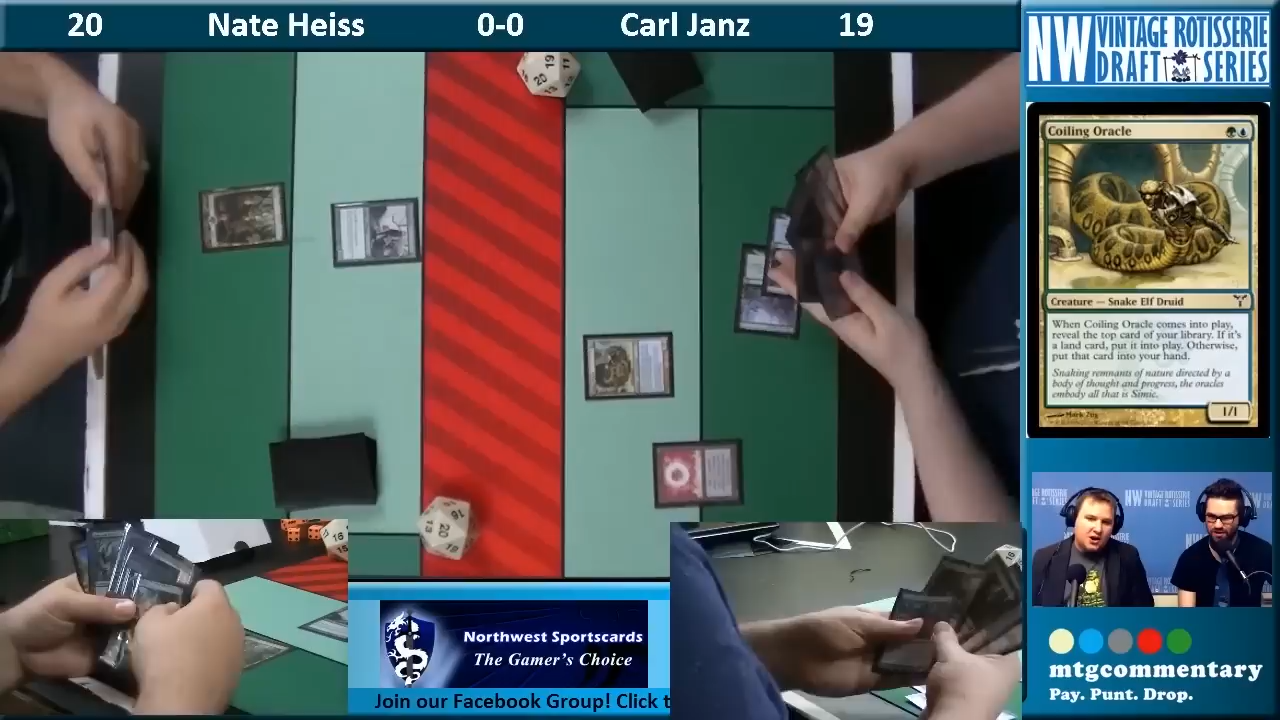 20 Nate Heiss 0-0 Carl Janz 19
NW VINTAGE ROTISSERIE
DRAFT SERIES
Coiling Oracle
Creature — Snake Elf Druid
When Coiling Oracle comes into play,
reveal the top card of your library. If it's
a land card, put it into play. Otherwise,
put that card into your hand.
Snaking remnants of nature directed by a
body of thought and progress, the oracles
embody all that is Simic.
Mark Zug
1/1
Northwest Sportscards
The Gamer's Choice
Join our Facebook Group! Click t
mtgcommentary
Pay. Punt. Drop.